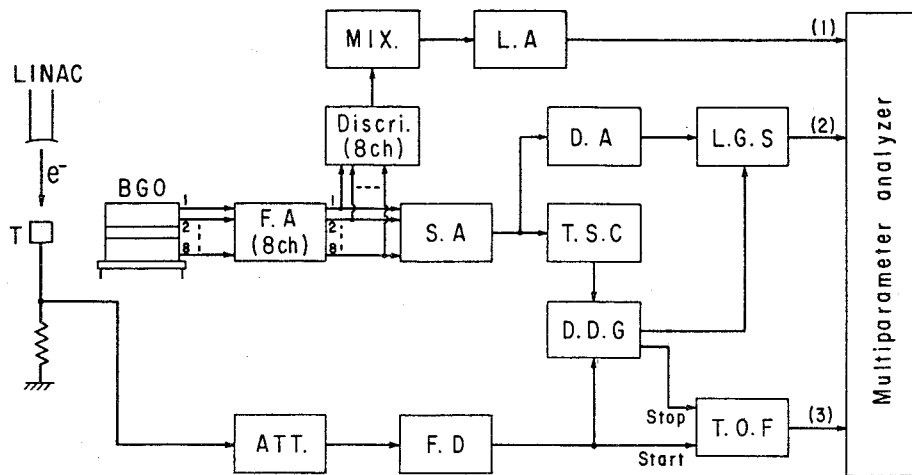 MIX.
L.A
(1)
LINAC
Discri.
(8ch)
D.A
L.G.S
(2)
e⁻
BGO
T
1
2
8
F.A
(8ch)
1
2
8
S.A
T.S.C
D.D.G
Stop
Start
T.O.F
(3)
ATT.
F.D
Multiparameter analyzer